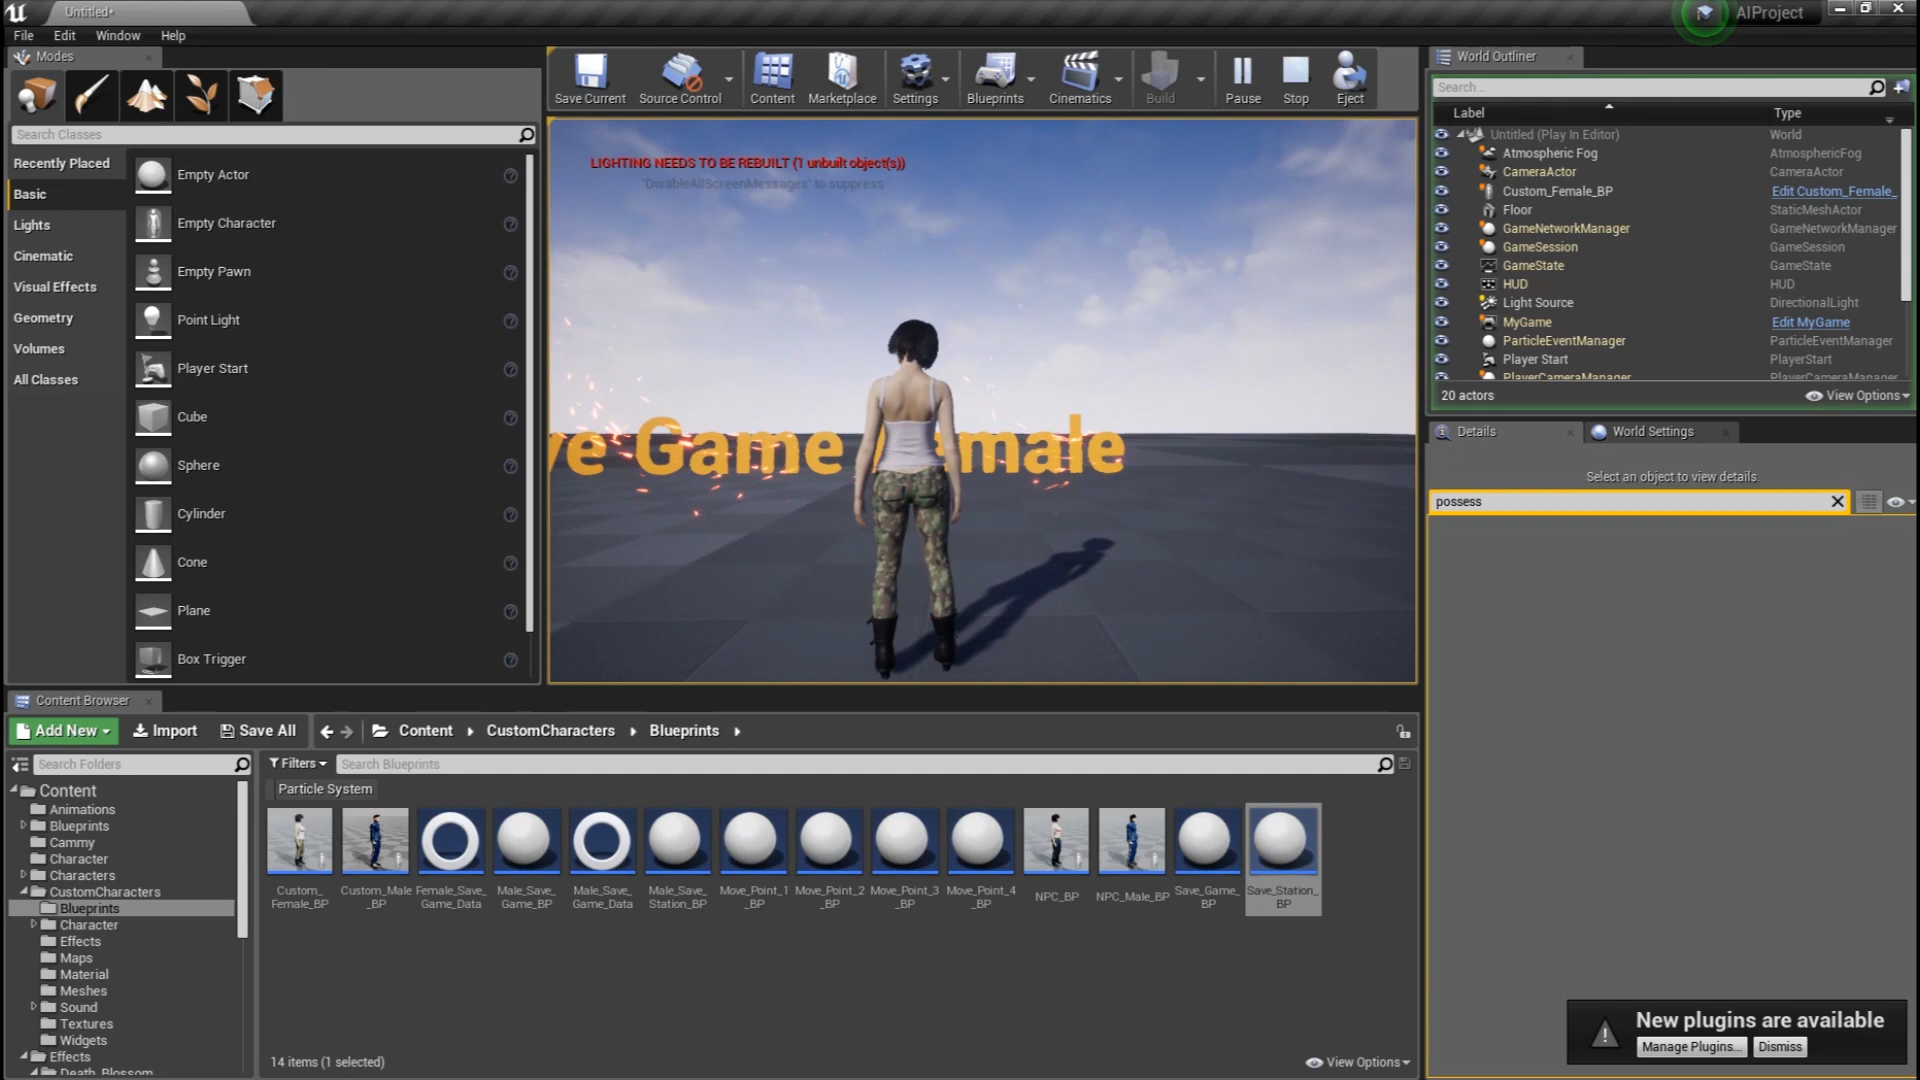 Untitled*
AIProject
File Edit Window Help
Modes
Search Classes
Recently Placed
Basic
Lights
Cinematic
Visual Effects
Geometry
Volumes
All Classes
Empty Actor
Empty Character
Empty Pawn
Point Light
Player Start
Cube
Sphere
Cylinder
Cone
Plane
Box Trigger
Save Current
Source Control
Content
Marketplace
Settings
Blueprints
Cinematics
Build
Pause
Stop
Eject
LIGHTING NEEDS TO BE REBUILT (1 unbuilt object(s))
'DisableAllScreenMessages' to suppress
ve Game male
World Outliner
Search...
Label Type
Untitled (Play In Editor) World
Atmospheric Fog AtmosphericFog
CameraActor CameraActor
Custom_Female_BP Edit Custom_Female_
Floor StaticMeshActor
GameNetworkManager GameNetworkManager
GameSession GameSession
GameState GameState
HUD HUD
Light Source DirectionalLight
MyGame Edit MyGame
ParticleEventManager ParticleEventManager
Player Start PlayerStart
PlayerCameraManager PlayerCameraManager
20 actors View Options
Details World Settings
Select an object to view details.
possess
Content Browser
Add New Import Save All Content CustomCharacters Blueprints
Search Folders
Filters Search Blueprints
Particle System
Content
Animations
Blueprints
Cammy
Character
Characters
CustomCharacters
Blueprints
Character
Effects
Maps
Material
Meshes
Sound
Textures
Widgets
Effects
Death_Blossom
Custom_
Female_BP
Custom_Male
_BP
Female_Save_
Game_Data
Male_Save_
Game_BP
Male_Save_
Game_Data
Male_Save_
Station_BP
Move_Point_1
_BP
Move_Point_2
_BP
Move_Point_3
_BP
Move_Point_4
_BP
NPC_BP
NPC_Male_BP
Save_Game_
BP
Save_Station_
BP
14 items (1 selected) View Options
New plugins are available
Manage Plugins... Dismiss